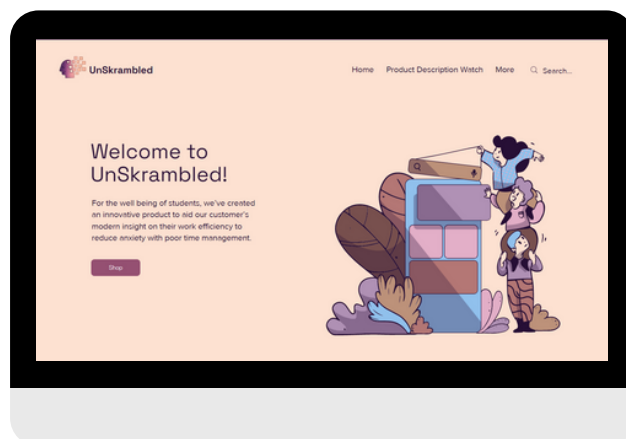 UnSkrambled
Home Product Description Watch More Search...
Welcome to
UnSkrambled!
For the well being of students, we've created
an innovative product to aid our customer's
modern insight on their work efficiency to
reduce anxiety with poor time management.
Shop